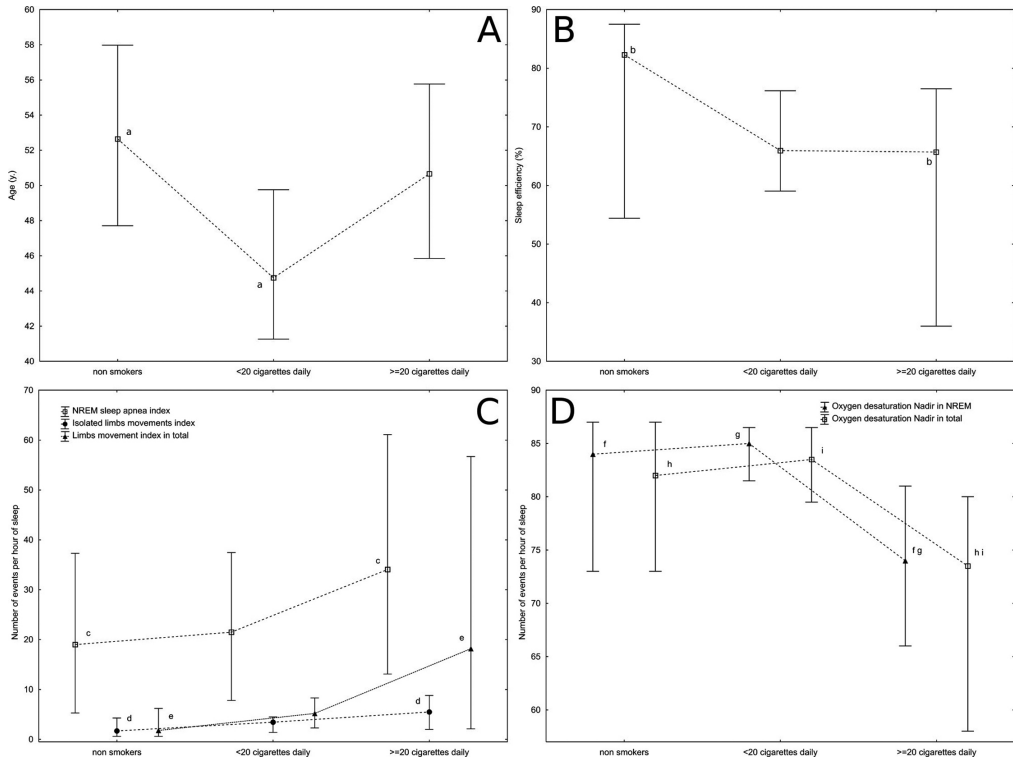 A
60
58
56
54
52
50
48
46
44
42
40
Age (y.)
a
a
non smokers
<20 cigarettes daily
>=20 cigarettes daily
B
90
80
70
60
50
40
30
Sleep efficiency (%)
b
b
non smokers
<20 cigarettes daily
>=20 cigarettes daily
C
70
60
50
40
30
20
10
0
Number of events per hour of sleep
NREM sleep apnea index
Isolated limbs movements index
Limbs movement index in total
c
c
d
e
d
e
non smokers
<20 cigarettes daily
>=20 cigarettes daily
D
90
85
80
75
70
65
60
Number of events per hour of sleep
Oxygen desaturation Nadir in NREM
Oxygen desaturation Nadir in total
f
h
g
i
f g
h i
non smokers
<20 cigarettes daily
>=20 cigarettes daily